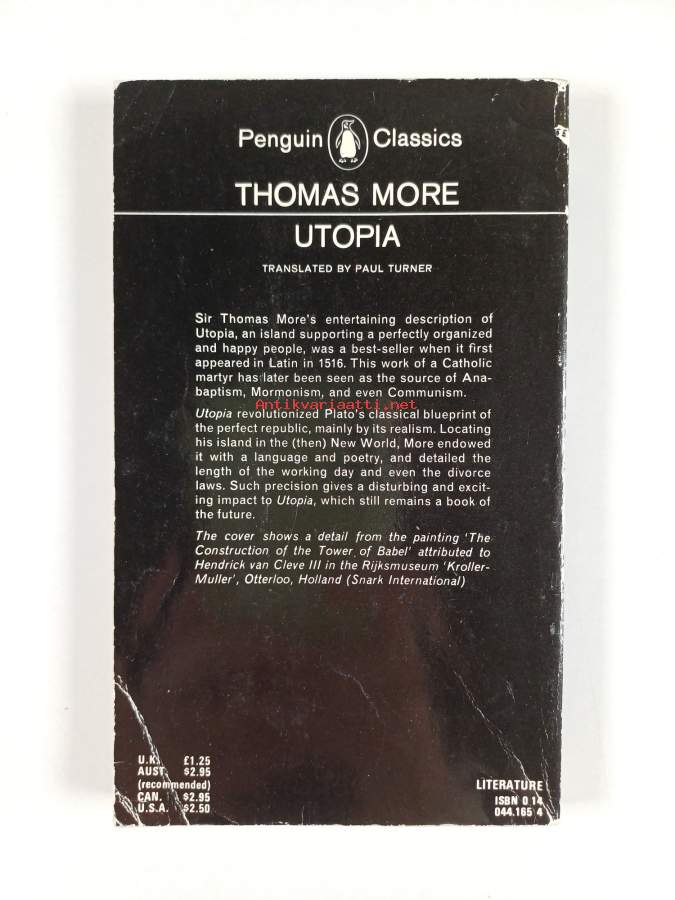 Penguin Classics
THOMAS MORE
UTOPIA
TRANSLATED BY PAUL TURNER
Sir Thomas More's entertaining description of
Utopia, an island supporting a perfectly organized
and happy people, was a best-seller when it first
appeared in Latin in 1516. This work of a Catholic
martyr has later been seen as the source of Ana-
baptism, Mormonism, and even Communism.
Antikvariaatti.net
Utopia revolutionized Plato's classical blueprint of
the perfect republic, mainly by its realism. Locating
his island in the (then) New World, More endowed
it with a language and poetry, and detailed the
length of the working day and even the divorce
laws. Such precision gives a disturbing and excit-
ing impact to Utopia, which still remains a book of
the future.
The cover shows a detail from the painting 'The
Construction of the Tower of Babel' attributed to
Hendrick van Cleve III in the Rijksmuseum 'Kroller-
Muller', Otterloo, Holland (Snark International)
U.K. £1.25
AUST. $2.95
(recommended)
CAN. $2.95
U.S.A. $2.50
LITERATURE
ISBN 0 14
044.165 4